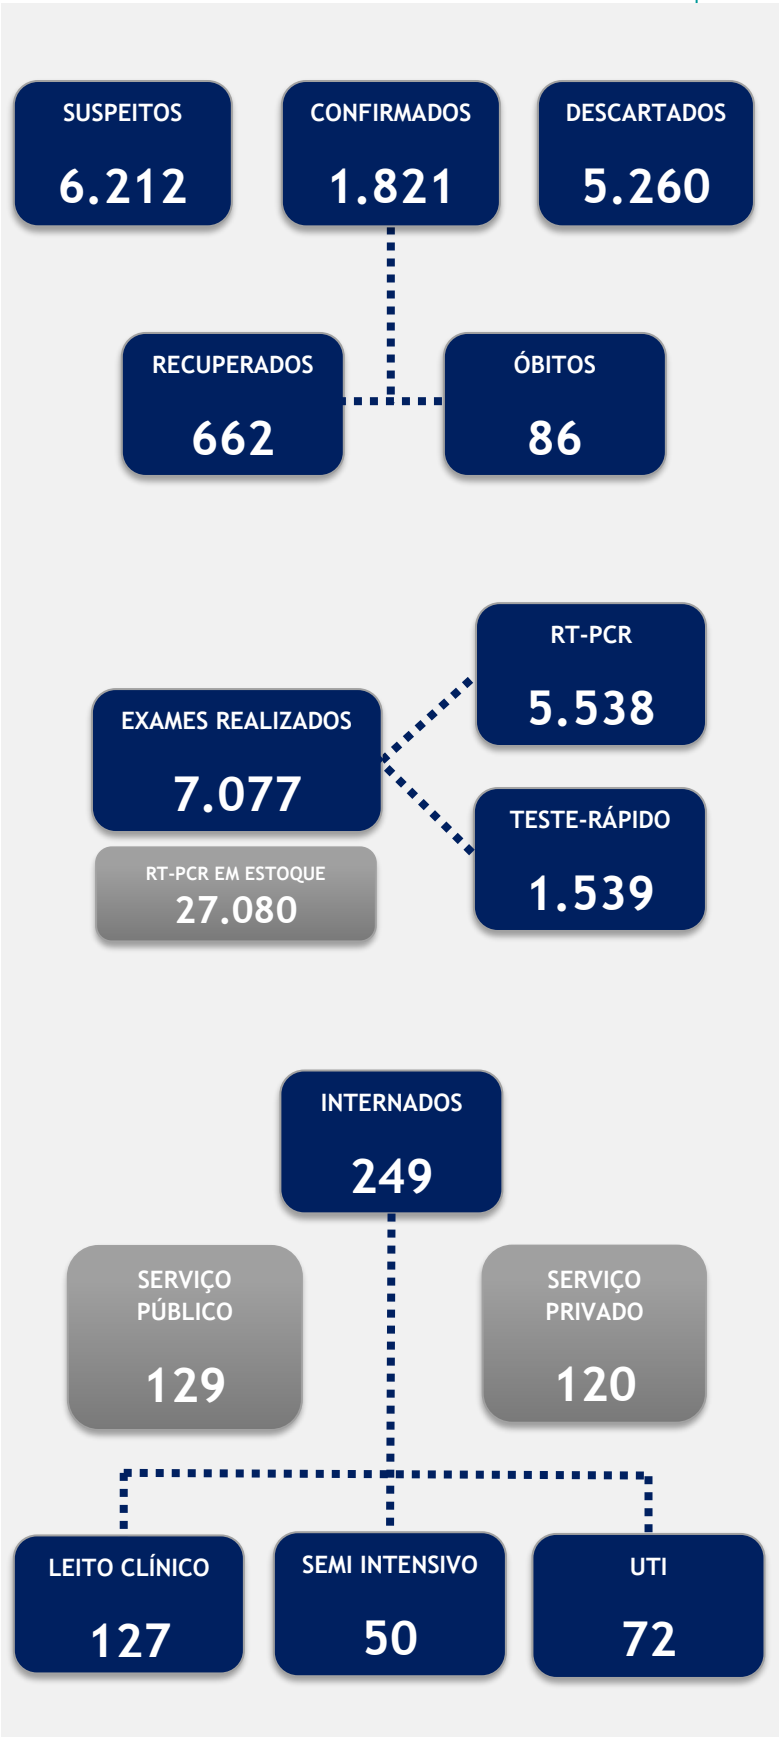 SUSPEITOS
6.212
CONFIRMADOS
1.821
DESCARTADOS
5.260
RECUPERADOS
662
ÓBITOS
86
RT-PCR
5.538
EXAMES REALIZADOS
7.077
TESTE-RÁPIDO
1.539
RT-PCR EM ESTOQUE
27.080
INTERNADOS
249
SERVIÇO
PÚBLICO
129
SERVIÇO
PRIVADO
120
LEITO CLÍNICO
127
SEMI INTENSIVO
50
UTI
72